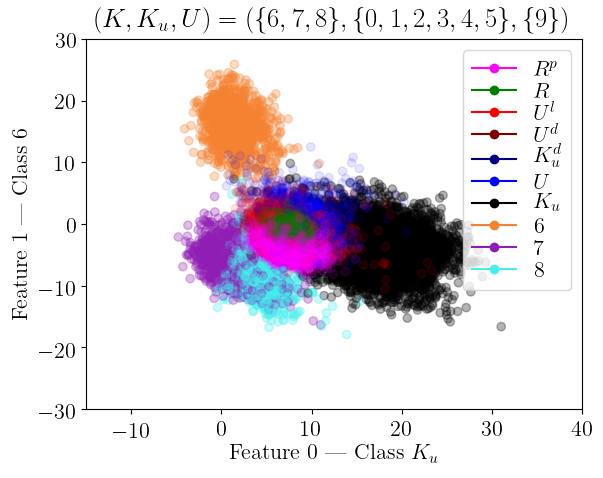 (K, K_u, U) = ({6, 7, 8}, {0, 1, 2, 3, 4, 5}, {9})
30
20
10
0
−10
−20
−30
Feature 1 — Class 6
R^p
R
U^l
U^d
K_u^d
U
K_u
6
7
8
−10
0
10
20
30
40
Feature 0 — Class K_u